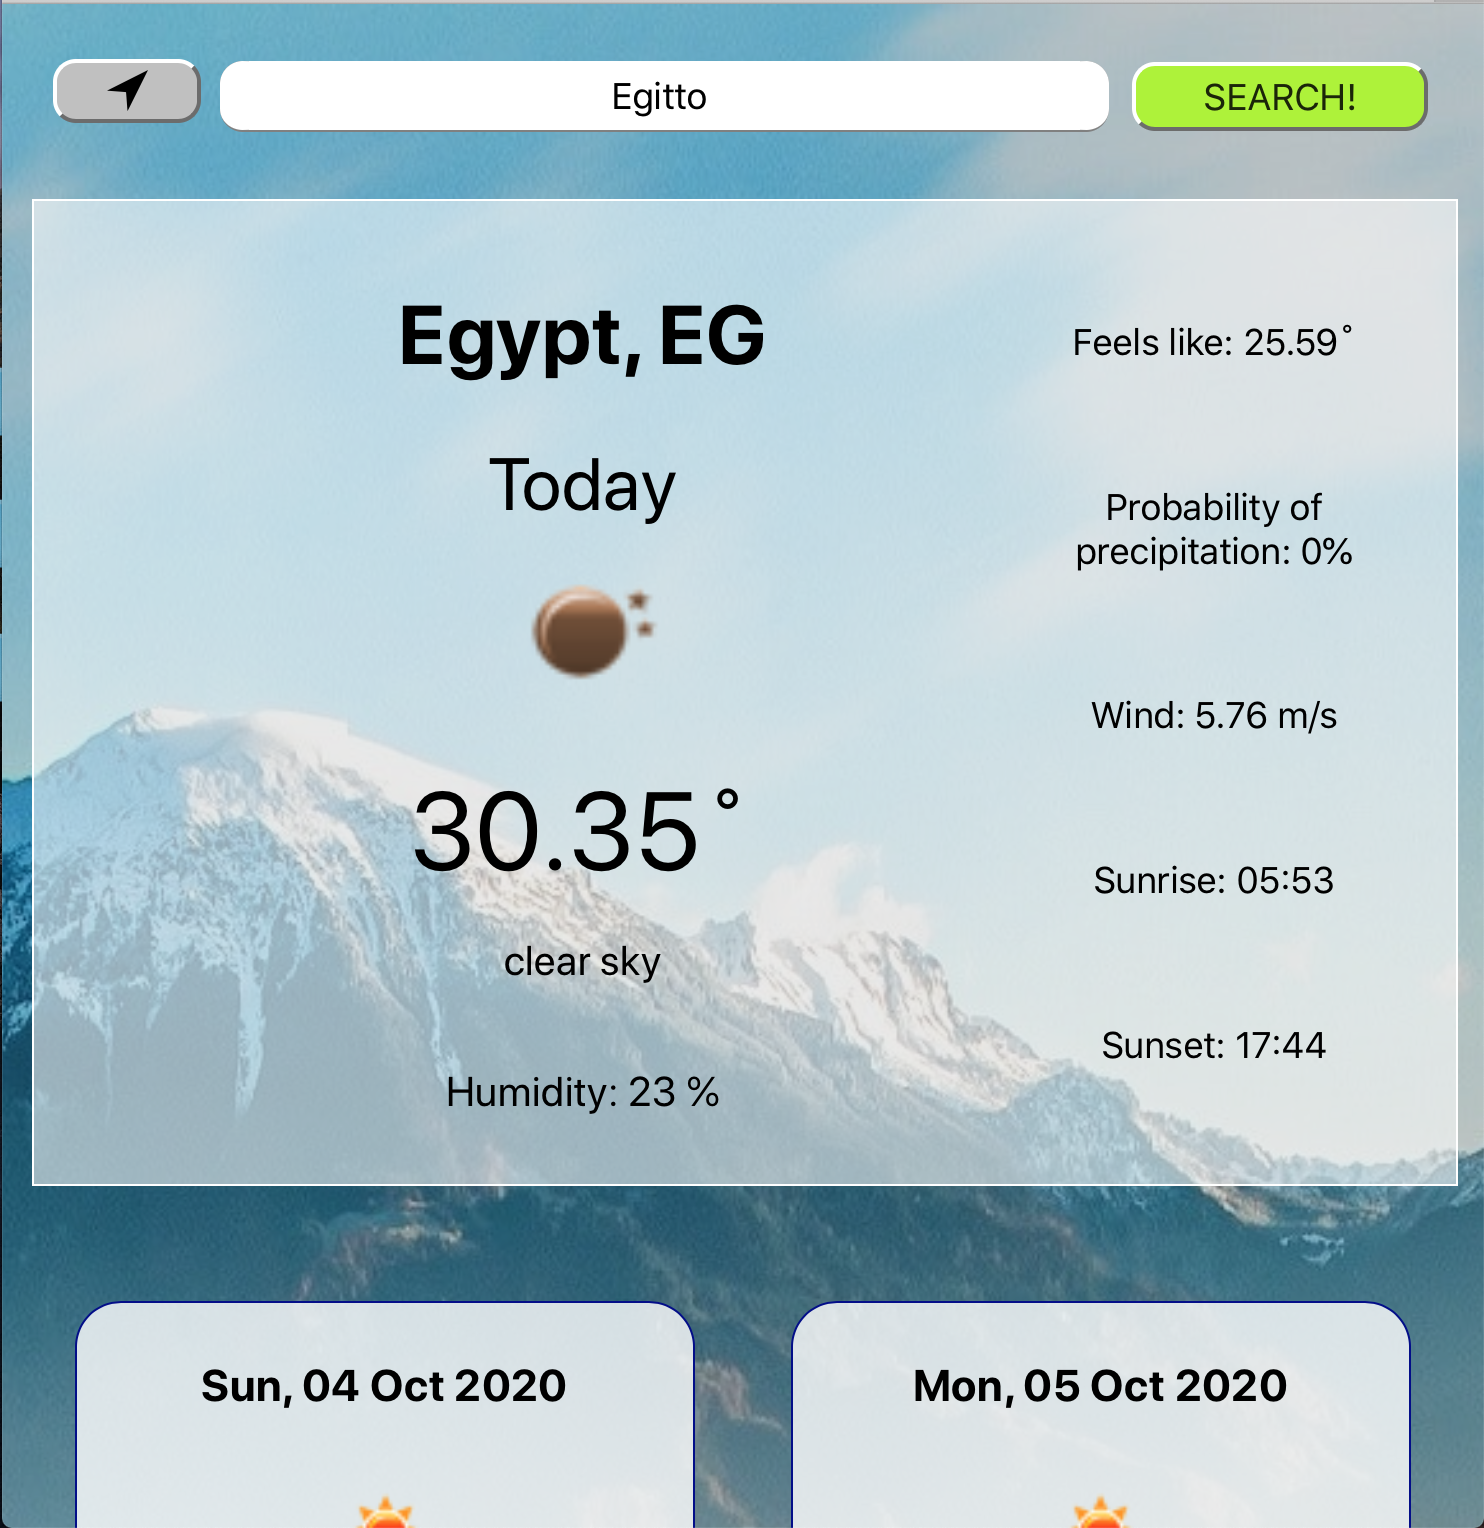 Egitto
SEARCH!
Egypt, EG
Today
30.35°
clear sky
Humidity: 23 %
Feels like: 25.59°
Probability of
precipitation: 0%
Wind: 5.76 m/s
Sunrise: 05:53
Sunset: 17:44
Sun, 04 Oct 2020
Mon, 05 Oct 2020